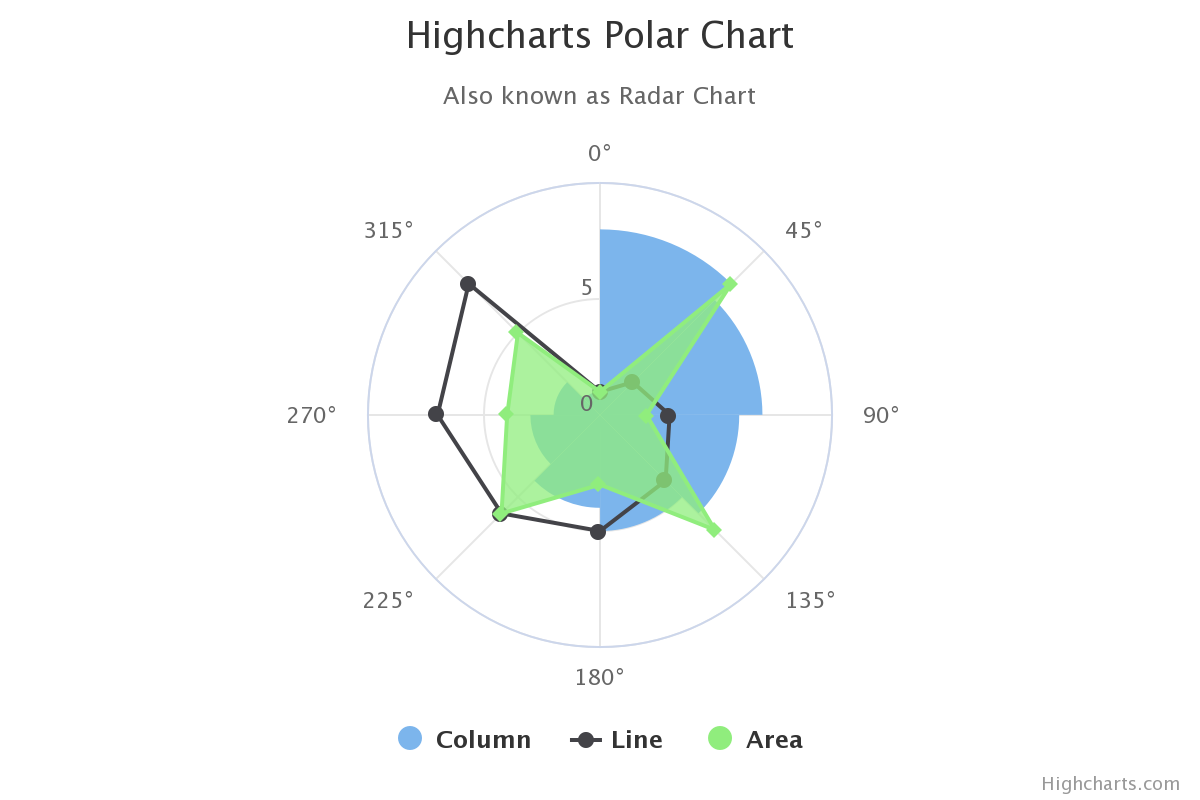 Highcharts Polar Chart
Also known as Radar Chart
0°
315°
45°
5
0
270°
90°
225°
135°
180°
Column
Line
Area
Highcharts.com